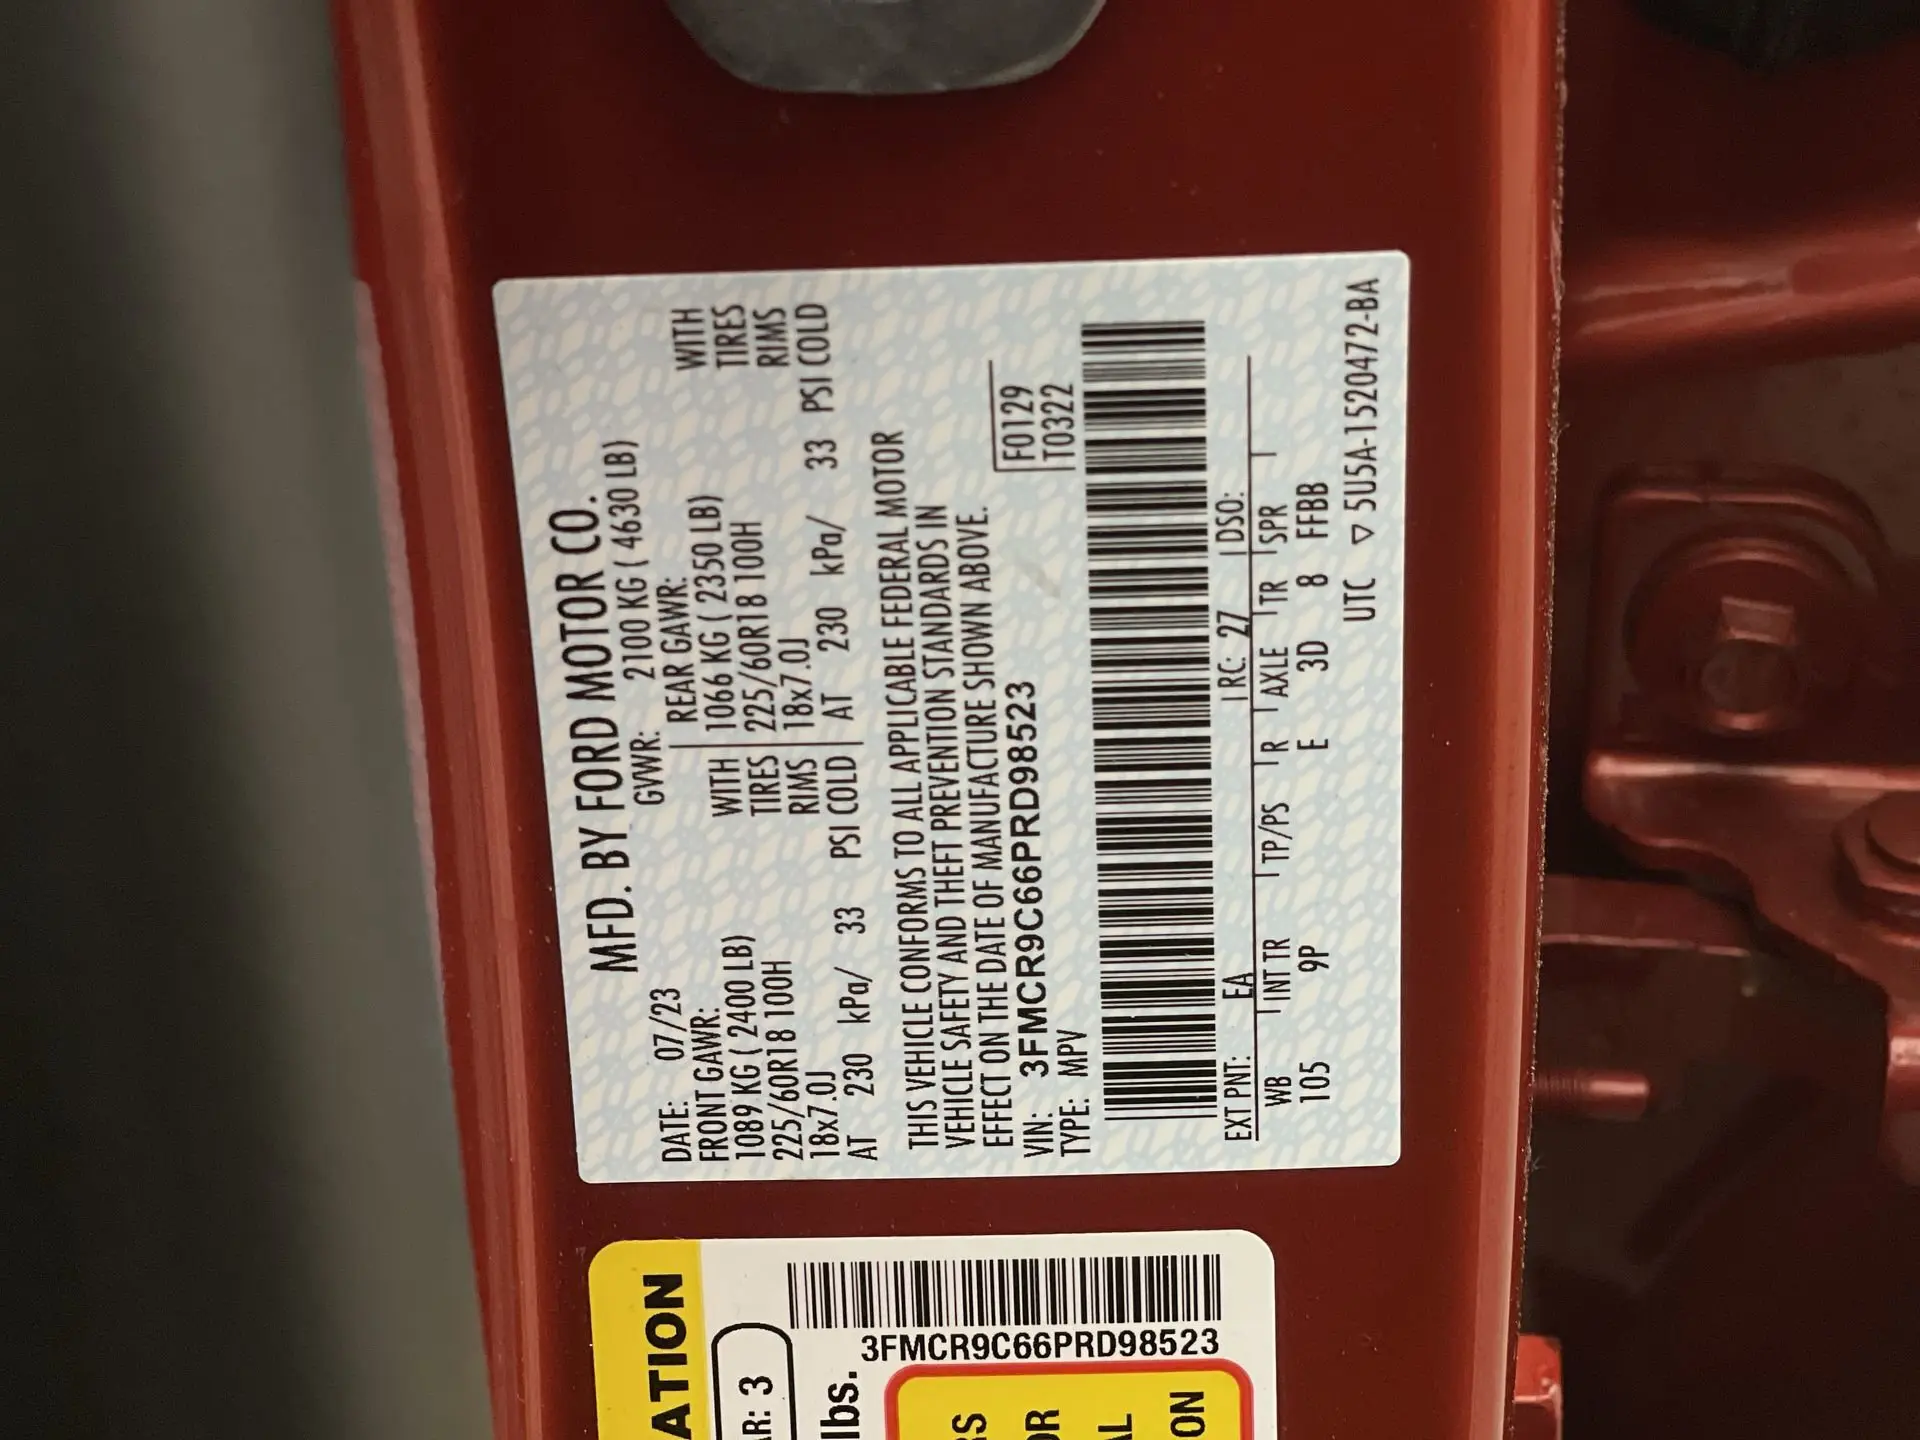 MFD. BY FORD MOTOR CO.
DATE: 07/23 GVWR: 2100 KG ( 4630 LB)
FRONT GAWR: REAR GAWR:
1089 KG ( 2400 LB) WITH 1066 KG ( 2350 LB) WITH
225/60R18 100H TIRES 225/60R18 100H TIRES
18x7.0J RIMS 18x7.0J RIMS
AT 230 kPa/ 33 PSI COLD AT 230 kPa/ 33 PSI COLD
THIS VEHICLE CONFORMS TO ALL APPLICABLE FEDERAL MOTOR
VEHICLE SAFETY AND THEFT PREVENTION STANDARDS IN
EFFECT ON THE DATE OF MANUFACTURE SHOWN ABOVE.
VIN: 3FMCR9C66PRD98523 F0129
TYPE: MPV T0322
EXT PNT: EA RC: 27 DSO:
WB INT TR TP/PS R AXLE TR SPR
105 9P E 3D 8 FFBB
UTC ▽ 5U5A-1520472-BA
ATION
AR: 3
3FMCR9C66PRD98523
lbs.
RS
OR
AL
ON